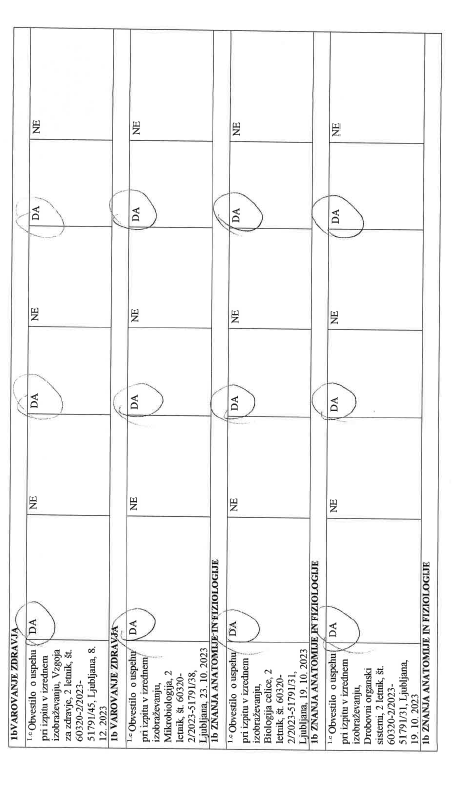 1b VAROVANJE ZDRAVJA
1.c Obvestilo o uspehu DA NE DA NE DA NE
pri izpitu v izrednem
izobraževanju, Vzgoja
za zdravje, 2 letnik, št.
60320-2/2023-
51791/45, Ljubljana, 8.
12. 2023
1b VAROVANJE ZDRAVJA
1.c Obvestilo o uspehu DA NE DA NE DA NE
pri izpitu v izrednem
izobraževanju,
Mikrobiologija, 2
letnik, št. 60320-
2/2023-51791/38,
Ljubljana, 23. 10. 2023
1b ZNANJA ANATOMIJE IN FIZIOLOGIJE
1.c Obvestilo o uspehu DA NE DA NE DA NE
pri izpitu v izrednem
izobraževanju,
Biologija celice, 2
letnik, št. 60320-
2/2023-51791/31,
Ljubljana, 19. 10. 2023
1b ZNANJA ANATOMIJE IN FIZIOLOGIJE
1.c Obvestilo o uspehu DA NE DA NE DA NE
pri izpitu v izrednem
izobraževanju,
Drobovni organski
sistemi, 2 letnik, št.
60320-2/2023-
51791/31, Ljubljana,
19. 10. 2023
1b ZNANJA ANATOMIJE IN FIZIOLOGIJE